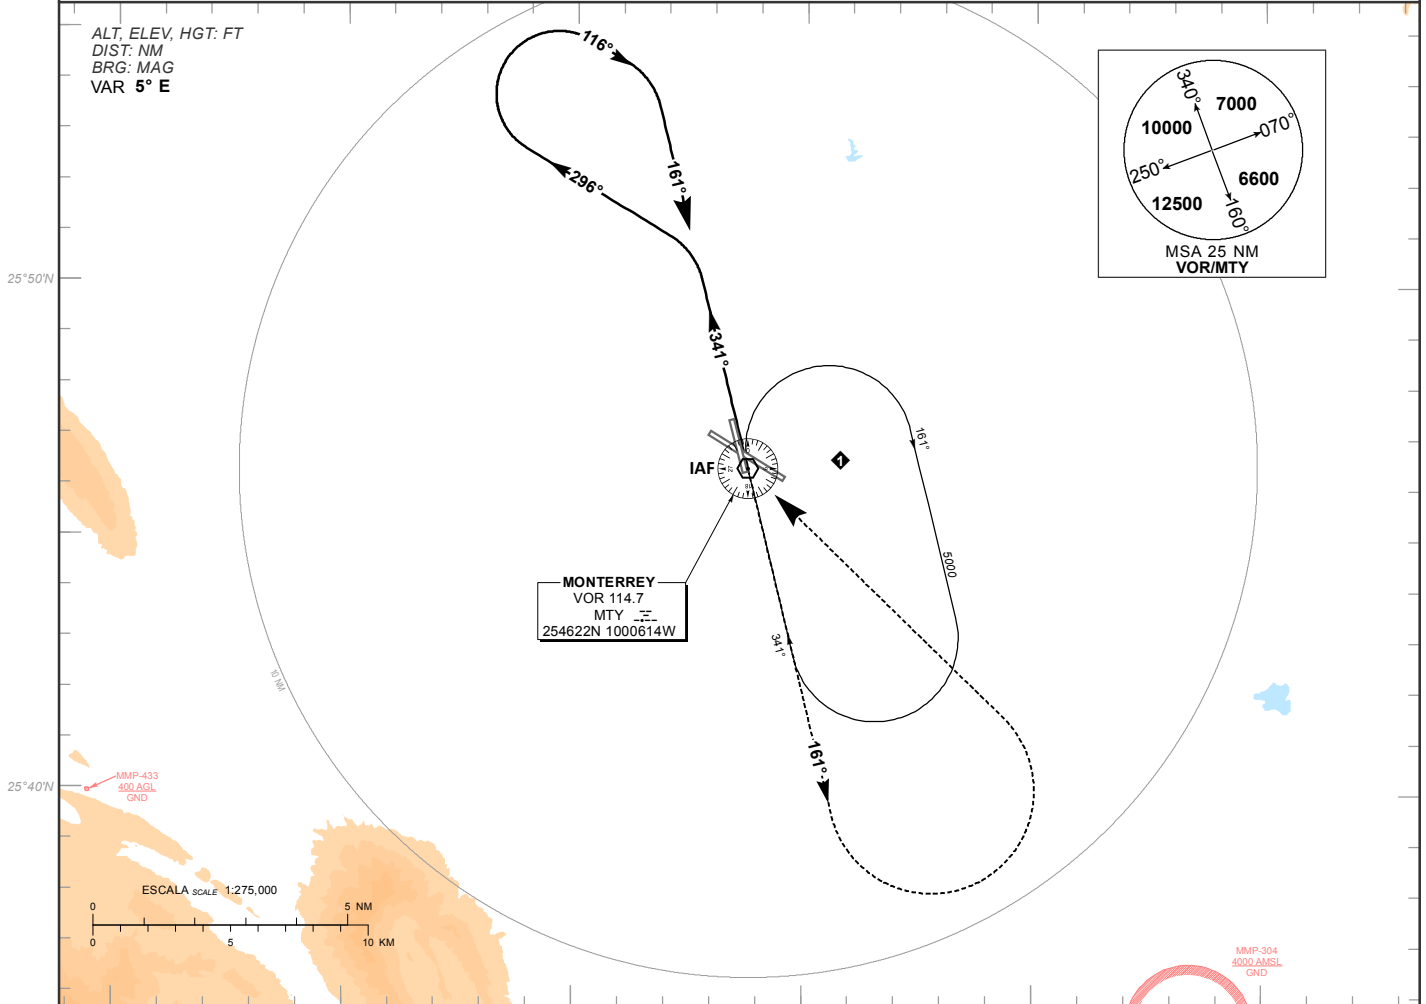 ALT, ELEV, HGT: FT
DIST: NM
BRG: MAG
VAR 5° E
116°
296°
161°
341°
340°
7000
10000
070°
250°
6600
12500
160°
MSA 25 NM
VOR/MTY
25°50'N
IAF
1
161°
5000
341°
MONTERREY
VOR 114.7
MTY
254622N 1000614W
10 NM
161°
25°40'N
MMP-433
400 AGL
GND
ESCALA SCALE 1:275,000
0 5 NM
0 5 10 KM
MMP-304
4000 AMSL
GND